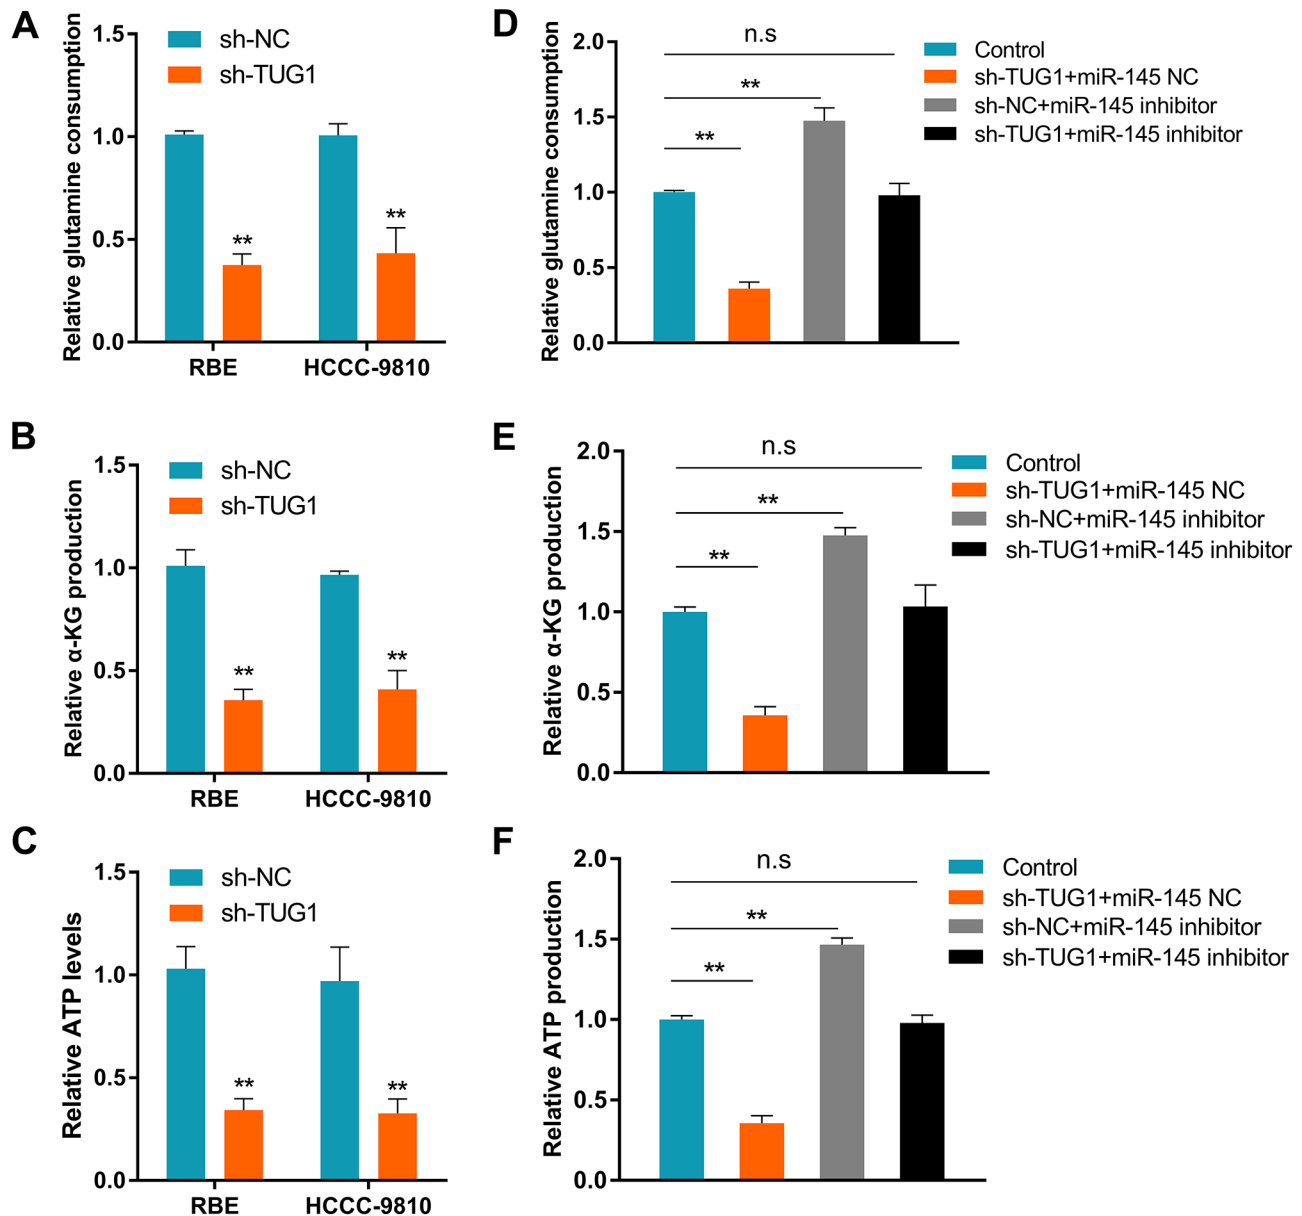 A
Relative glutamine consumption
1.5
1.0
0.5
0.0
sh-NC
sh-TUG1
**
**
RBE
HCCC-9810
D
Relative glutamine consumption
2.0
1.5
1.0
0.5
0.0
n.s
**
**
Control
sh-TUG1+miR-145 NC
sh-NC+miR-145 inhibitor
sh-TUG1+miR-145 inhibitor
B
Relative α-KG production
1.5
1.0
0.5
0.0
sh-NC
sh-TUG1
**
**
RBE
HCCC-9810
E
Relative α-KG production
2.0
1.5
1.0
0.5
0.0
n.s
**
**
Control
sh-TUG1+miR-145 NC
sh-NC+miR-145 inhibitor
sh-TUG1+miR-145 inhibitor
C
Relative ATP levels
1.5
1.0
0.5
0.0
sh-NC
sh-TUG1
**
**
RBE
HCCC-9810
F
Relative ATP production
2.0
1.5
1.0
0.5
0.0
n.s
**
**
Control
sh-TUG1+miR-145 NC
sh-NC+miR-145 inhibitor
sh-TUG1+miR-145 inhibitor